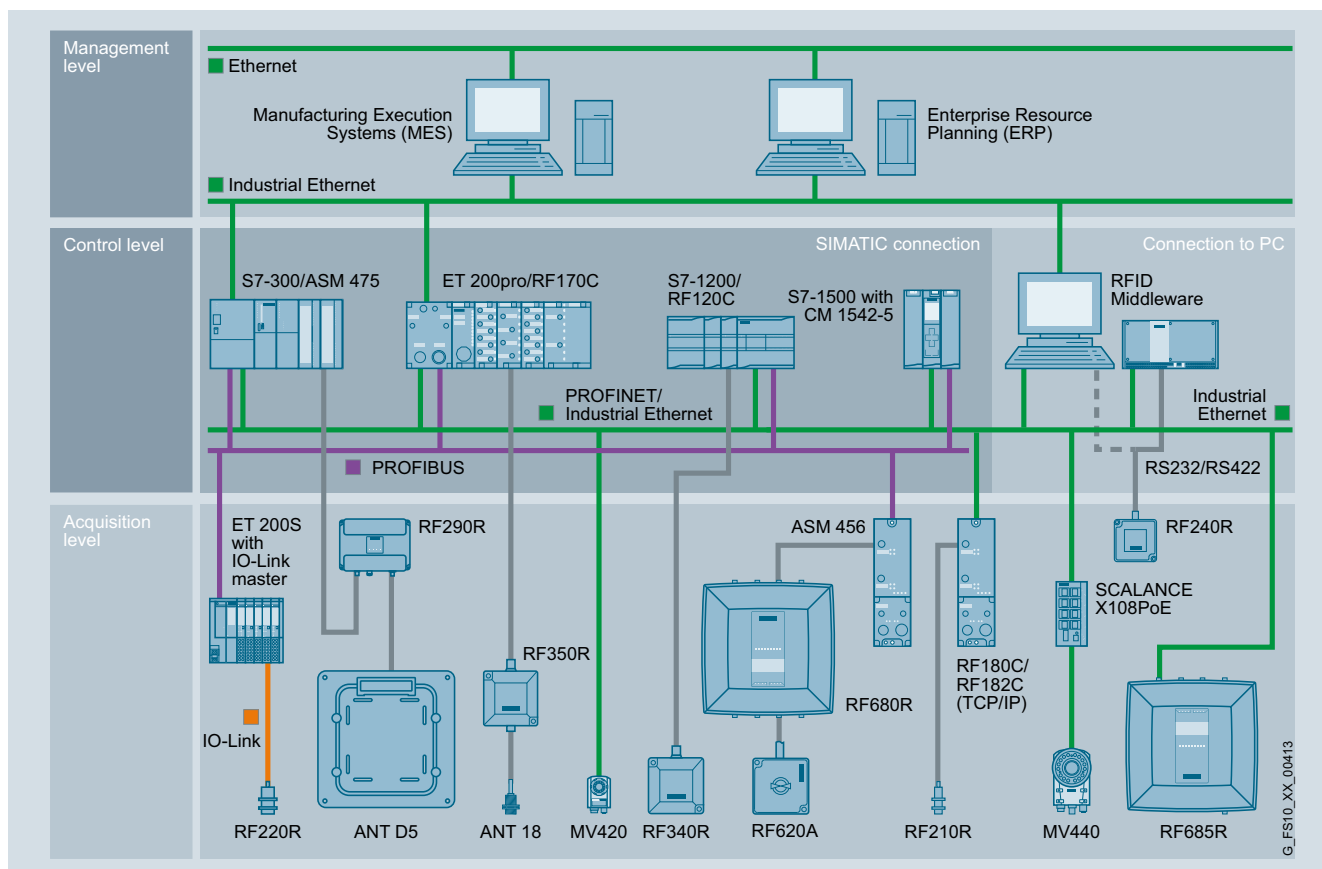 Management
level
Ethernet
Manufacturing Execution
Systems (MES)
Enterprise Resource
Planning (ERP)
Industrial Ethernet
Control level
SIMATIC connection
Connection to PC
S7-300/ASM 475
ET 200pro/RF170C
S7-1200/
RF120C
S7-1500 with
CM 1542-5
RFID
Middleware
PROFINET/
Industrial Ethernet
Industrial
Ethernet
PROFIBUS
RS232/RS422
Acquisition
level
ET 200S
with
IO-Link
master
RF290R
ASM 456
RF240R
SCALANCE
X108PoE
RF350R
RF680R
RF180C/
RF182C
(TCP/IP)
IO-Link
RF220R
ANT D5
ANT 18
MV420
RF340R
RF620A
RF210R
MV440
RF685R
G_FS10_XX_00413